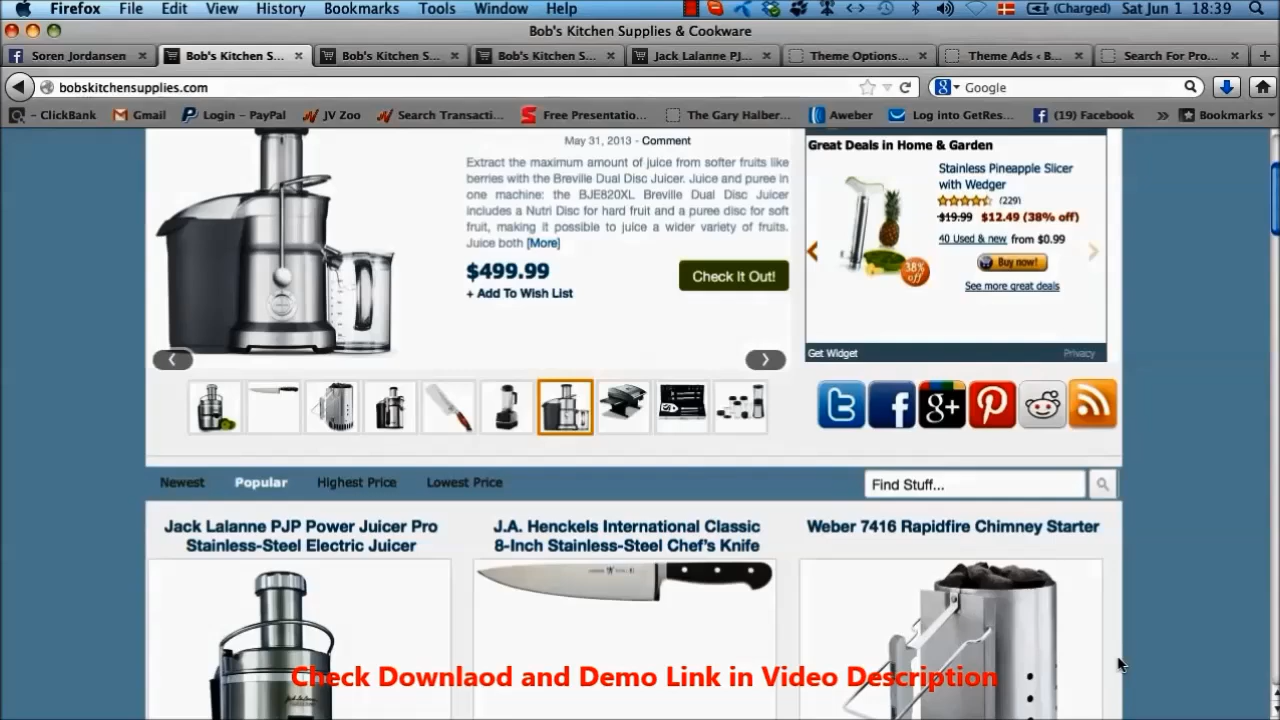 Firefox File Edit View History Bookmarks Tools Window Help (Charged) Sat Jun 1 18:39
Bob's Kitchen Supplies & Cookware
Soren Jordansen Bob's Kitchen S... Bob's Kitchen S... Bob's Kitchen S... Jack Lalanne PJ... Theme Options... Theme Ads ‹ B... Search For Pro...
bobskitchensupplies.com Google
- ClickBank Gmail Login – PayPal JV Zoo Search Transacti... Free Presentatio... The Gary Halber... Aweber Log into GetRes... (19) Facebook Bookmarks
May 31, 2013 - Comment
Extract the maximum amount of juice from softer fruits like
berries with the Breville Dual Disc Juicer. Juice and puree in
one machine: the BJE820XL Breville Dual Disc Juicer
includes a Nutri Disc for hard fruit and a puree disc for soft
fruit, making it possible to juice a wider variety of fruits.
Juice both [More]
$499.99
+ Add To Wish List
Check It Out!
Great Deals in Home & Garden
Stainless Pineapple Slicer
with Wedger
(229)
$19.99 $12.49 (38% off)
40 Used & new from $0.99
Buy now!
See more great deals
38%
off
Get Widget Privacy
Newest Popular Highest Price Lowest Price Find Stuff...
Jack Lalanne PJP Power Juicer Pro
Stainless-Steel Electric Juicer
J.A. Henckels International Classic
8-Inch Stainless-Steel Chef's Knife
Weber 7416 Rapidfire Chimney Starter
Check Downlaod and Demo Link in Video Description